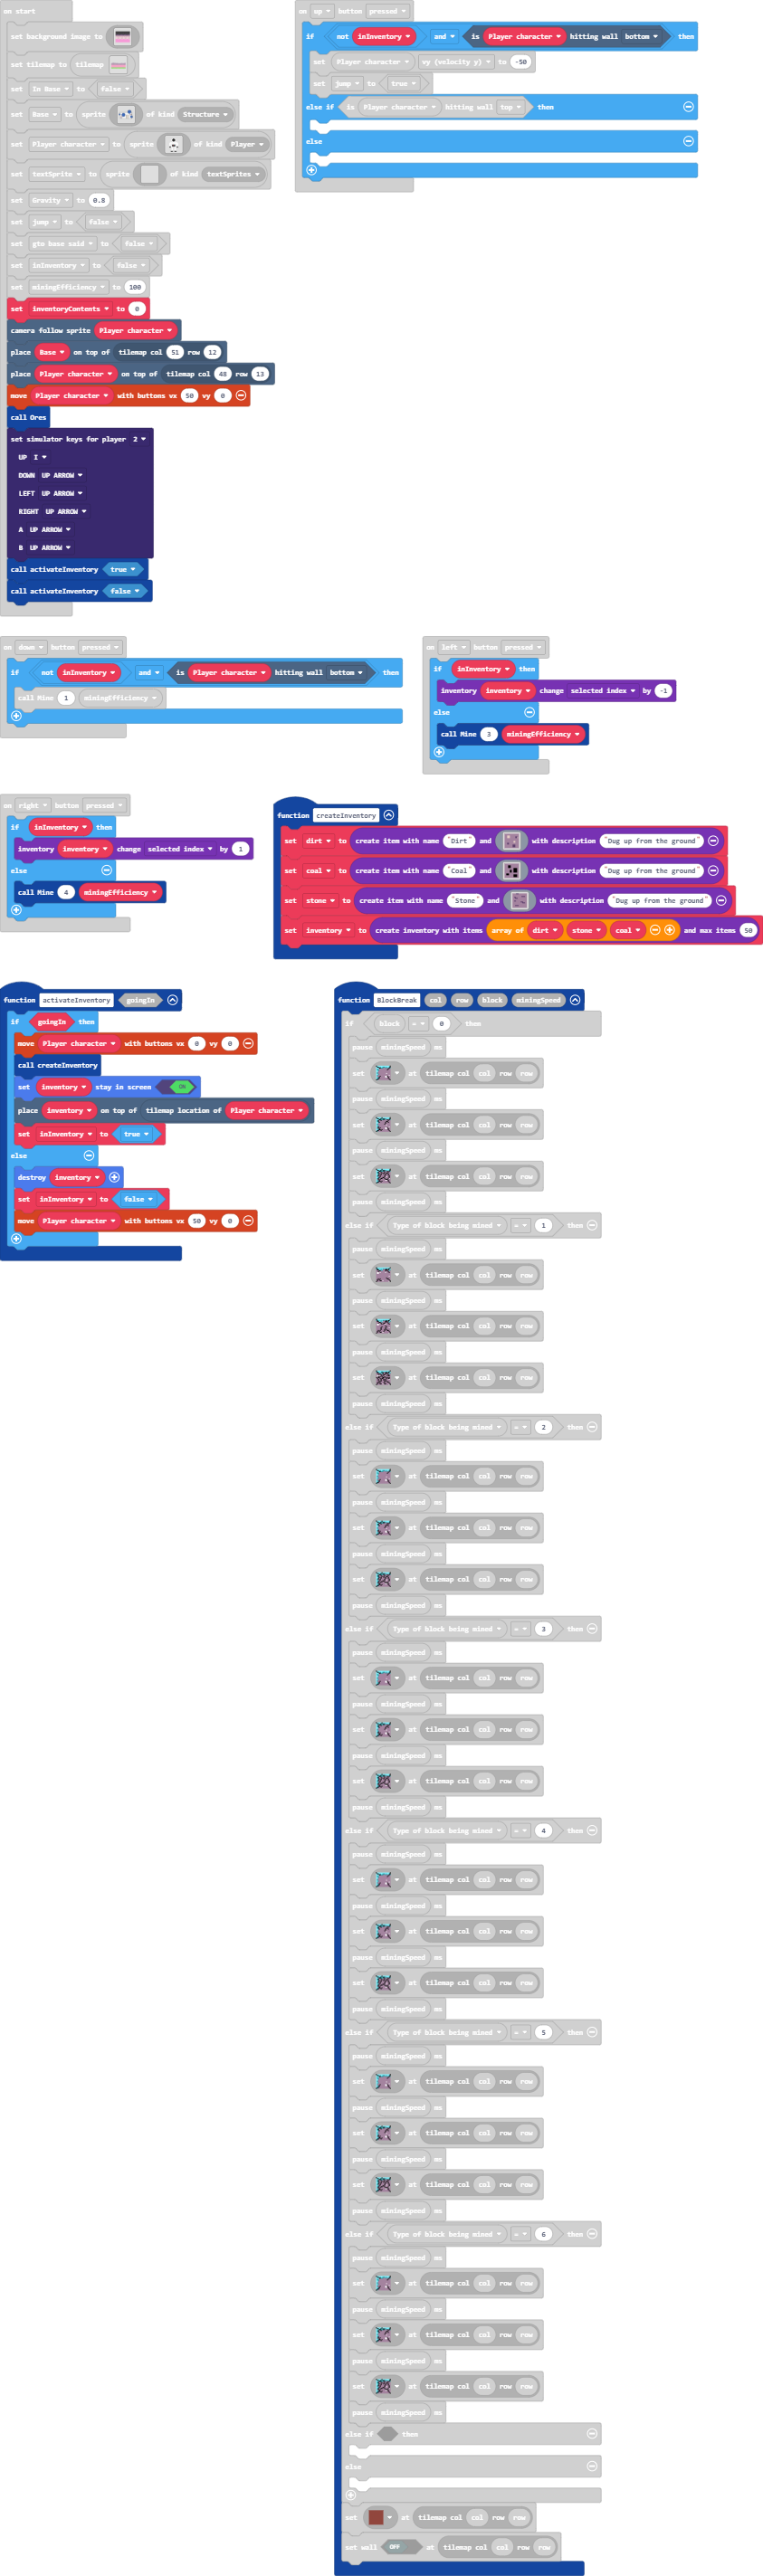 on start
set background image to
set tilemap to tilemap
set In Base to false
set Base to sprite of kind Structure
set Player character to sprite of kind Player
set textSprite to sprite of kind textSprites
set Gravity to 0.8
set jump to false
set gto base said to false
set inInventory to false
set miningEfficiency to 100
set inventoryContents to 0
camera follow sprite Player character
place Base on top of tilemap col 51 row 12
place Player character on top of tilemap col 48 row 13
move Player character with buttons vx 50 vy 0
call Ores
set simulator keys for player 2
UP I
DOWN UP ARROW
LEFT UP ARROW
RIGHT UP ARROW
A UP ARROW
B UP ARROW
call activateInventory true
call activateInventory false
on up button pressed
if not inInventory and is Player character hitting wall bottom then
set Player character vy (velocity y) to -50
set jump to true
else if is Player character hitting wall top then
else
on down button pressed
if not inInventory and is Player character hitting wall bottom then
call Mine 1 miningEfficiency
on left button pressed
if inInventory then
inventory inventory change selected index by -1
else
call Mine 3 miningEfficiency
on right button pressed
if inInventory then
inventory inventory change selected index by 1
else
call Mine 4 miningEfficiency
function createInventory
set dirt to create item with name "Dirt" and with description "Dug up from the ground"
set coal to create item with name "Coal" and with description "Dug up from the ground"
set stone to create item with name "Stone" and with description "Dug up from the ground"
set inventory to create inventory with items array of dirt stone coal and max items 50
function activateInventory goingIn
if goingIn then
move Player character with buttons vx 0 vy 0
call createInventory
set inventory stay in screen ON
place inventory on top of tilemap location of Player character
set inInventory to true
else
destroy inventory
set inInventory to false
move Player character with buttons vx 50 vy 0
function BlockBreak col row block miningSpeed
if block = 0 then
pause miningSpeed ms
set at tilemap col col row row
pause miningSpeed ms
set at tilemap col col row row
pause miningSpeed ms
set at tilemap col col row row
pause miningSpeed ms
else if Type of block being mined = 1 then
pause miningSpeed ms
set at tilemap col col row row
pause miningSpeed ms
set at tilemap col col row row
pause miningSpeed ms
set at tilemap col col row row
pause miningSpeed ms
else if Type of block being mined = 2 then
pause miningSpeed ms
set at tilemap col col row row
pause miningSpeed ms
set at tilemap col col row row
pause miningSpeed ms
set at tilemap col col row row
pause miningSpeed ms
else if Type of block being mined = 3 then
pause miningSpeed ms
set at tilemap col col row row
pause miningSpeed ms
set at tilemap col col row row
pause miningSpeed ms
set at tilemap col col row row
pause miningSpeed ms
else if Type of block being mined = 4 then
pause miningSpeed ms
set at tilemap col col row row
pause miningSpeed ms
set at tilemap col col row row
pause miningSpeed ms
set at tilemap col col row row
pause miningSpeed ms
else if Type of block being mined = 5 then
pause miningSpeed ms
set at tilemap col col row row
pause miningSpeed ms
set at tilemap col col row row
pause miningSpeed ms
set at tilemap col col row row
pause miningSpeed ms
else if Type of block being mined = 6 then
pause miningSpeed ms
set at tilemap col col row row
pause miningSpeed ms
set at tilemap col col row row
pause miningSpeed ms
set at tilemap col col row row
pause miningSpeed ms
else if then
else
set at tilemap col col row row
set wall OFF at tilemap col col row row